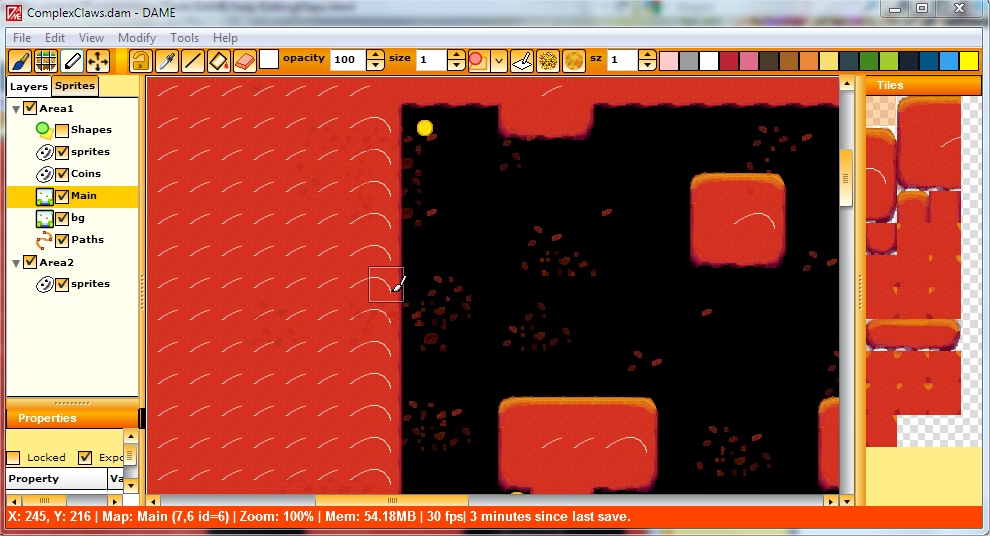 ComplexClaws.dam - DAME
File Edit View Modify Tools Help
opacity 100 size 1 sz 1
Layers Sprites
Tiles
Area1
Shapes
sprites
Coins
Main
bg
Paths
Area2
sprites
Properties
Locked Expo
Property Va
X: 245, Y: 216 | Map: Main (7,6 id=6) | Zoom: 100% | Mem: 54.18MB | 30 fps| 3 minutes since last save.